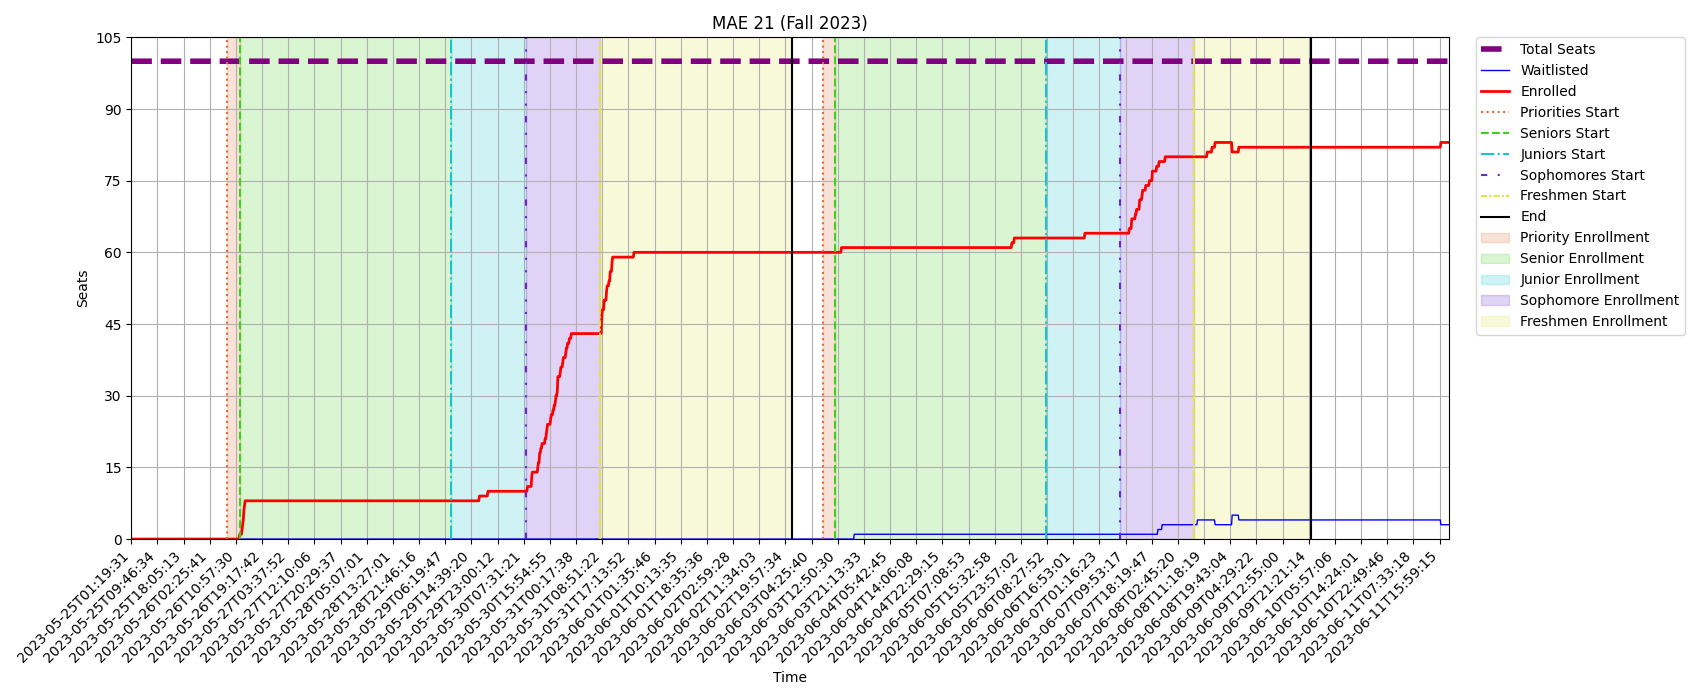 MAE 21 (Fall 2023)
105
90
75
60
45
30
15
0
Seats
2023-05-25T01:19:31
2023-05-25T09:46:34
2023-05-25T18:05:13
2023-05-26T02:25:41
2023-05-26T10:57:30
2023-05-26T19:17:42
2023-05-27T03:37:52
2023-05-27T12:10:06
2023-05-27T20:29:37
2023-05-28T05:07:01
2023-05-28T13:27:01
2023-05-28T21:46:16
2023-05-29T06:19:47
2023-05-29T14:39:20
2023-05-29T23:00:12
2023-05-30T07:31:21
2023-05-30T15:54:55
2023-05-31T00:17:38
2023-05-31T08:51:22
2023-05-31T17:13:52
2023-06-01T01:35:46
2023-06-01T10:13:35
2023-06-01T18:35:36
2023-06-02T02:59:28
2023-06-02T11:34:03
2023-06-02T19:57:34
2023-06-03T04:25:40
2023-06-03T12:50:30
2023-06-03T21:13:33
2023-06-04T05:42:45
2023-06-04T14:06:08
2023-06-04T22:29:15
2023-06-05T07:08:53
2023-06-05T15:32:58
2023-06-05T23:57:02
2023-06-06T08:27:52
2023-06-06T16:53:01
2023-06-07T01:16:23
2023-06-07T09:53:17
2023-06-07T18:19:47
2023-06-08T02:45:20
2023-06-08T11:18:19
2023-06-08T19:43:04
2023-06-09T04:29:22
2023-06-09T12:55:00
2023-06-09T21:21:14
2023-06-10T05:57:06
2023-06-10T14:24:01
2023-06-10T22:49:46
2023-06-11T07:33:18
2023-06-11T15:59:15
Time
Total Seats
Waitlisted
Enrolled
Priorities Start
Seniors Start
Juniors Start
Sophomores Start
Freshmen Start
End
Priority Enrollment
Senior Enrollment
Junior Enrollment
Sophomore Enrollment
Freshmen Enrollment